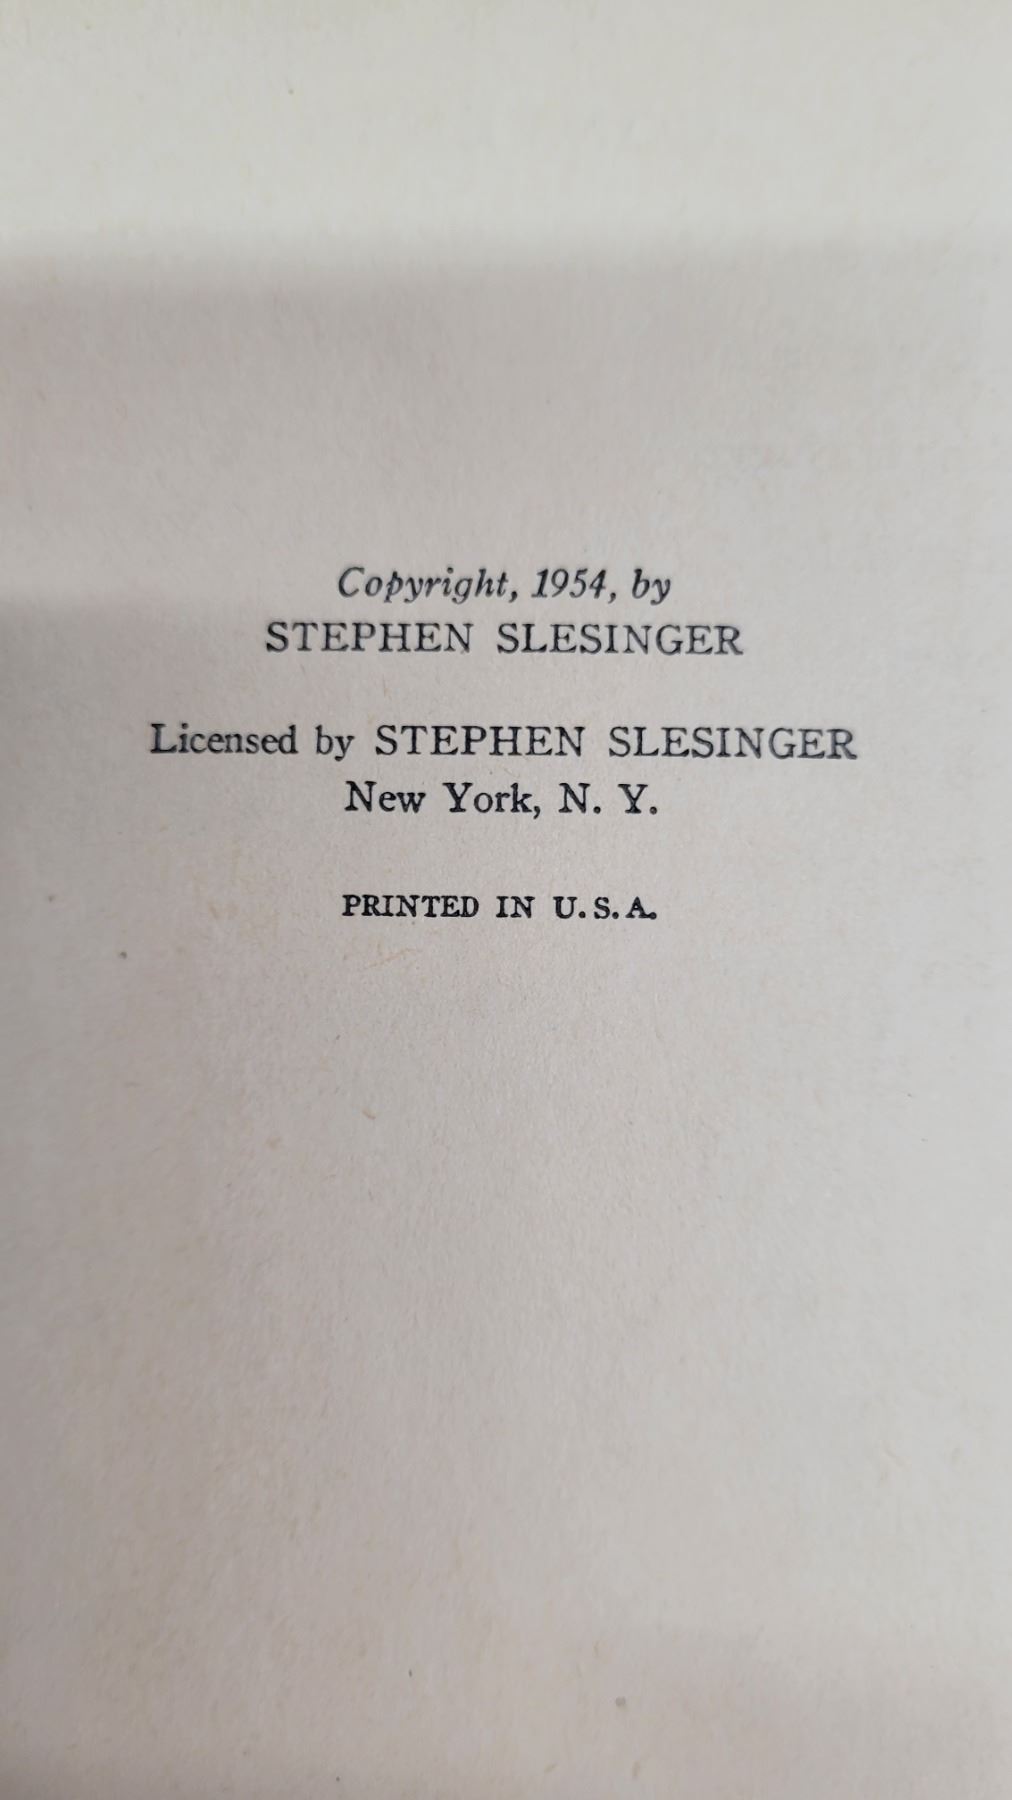 Copyright, 1954, by
STEPHEN SLESINGER
Licensed by STEPHEN SLESINGER
New York, N. Y.
PRINTED IN U. S. A.